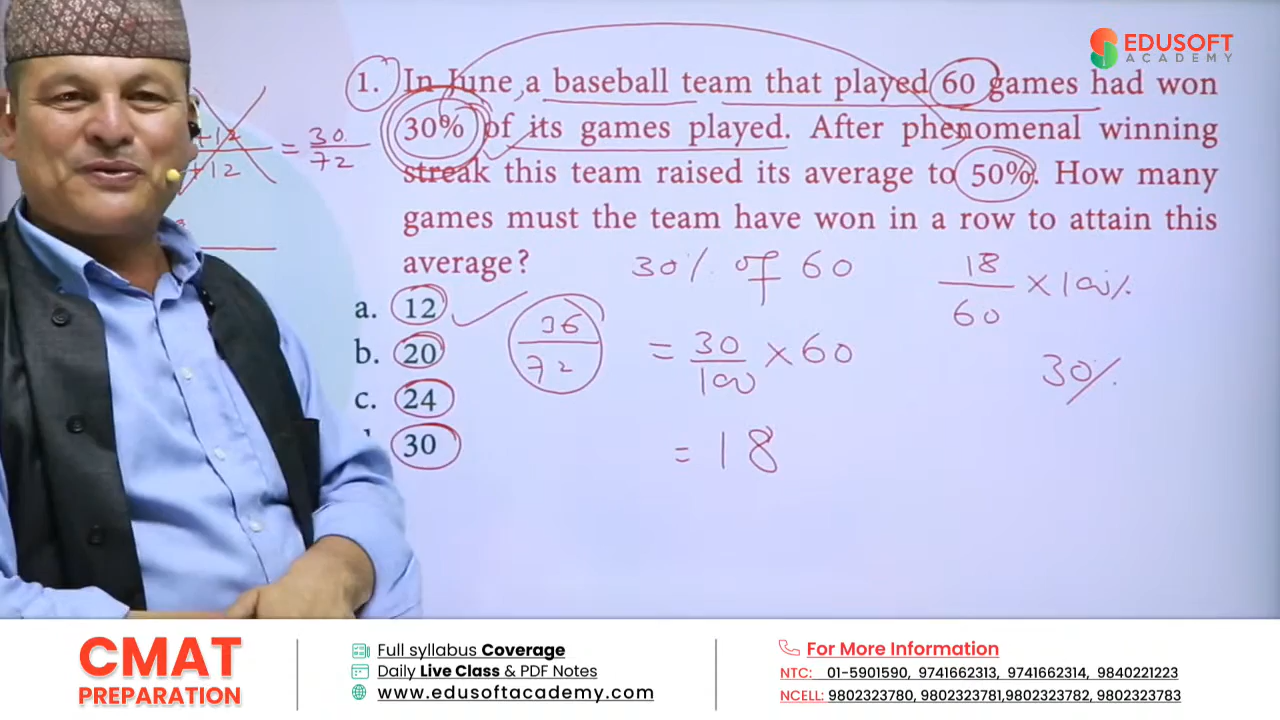 EDUSOFT
ACADEMY
1. In June, a baseball team that played 60 games had won
30% of its games played. After phenomenal winning
streak this team raised its average to 50%. How many
games must the team have won in a row to attain this
average?
a. 12
b. 20
c. 24
30
+12
+12
= 30
72
36
72
30% of 60
= 30/100 × 60
= 18
18/60 × 100%
30%
CMAT
PREPARATION
Full syllabus Coverage
Daily Live Class & PDF Notes
www.edusoftacademy.com
For More Information
NTC: 01-5901590, 9741662313, 9741662314, 9840221223
NCELL: 9802323780, 9802323781,9802323782, 9802323783